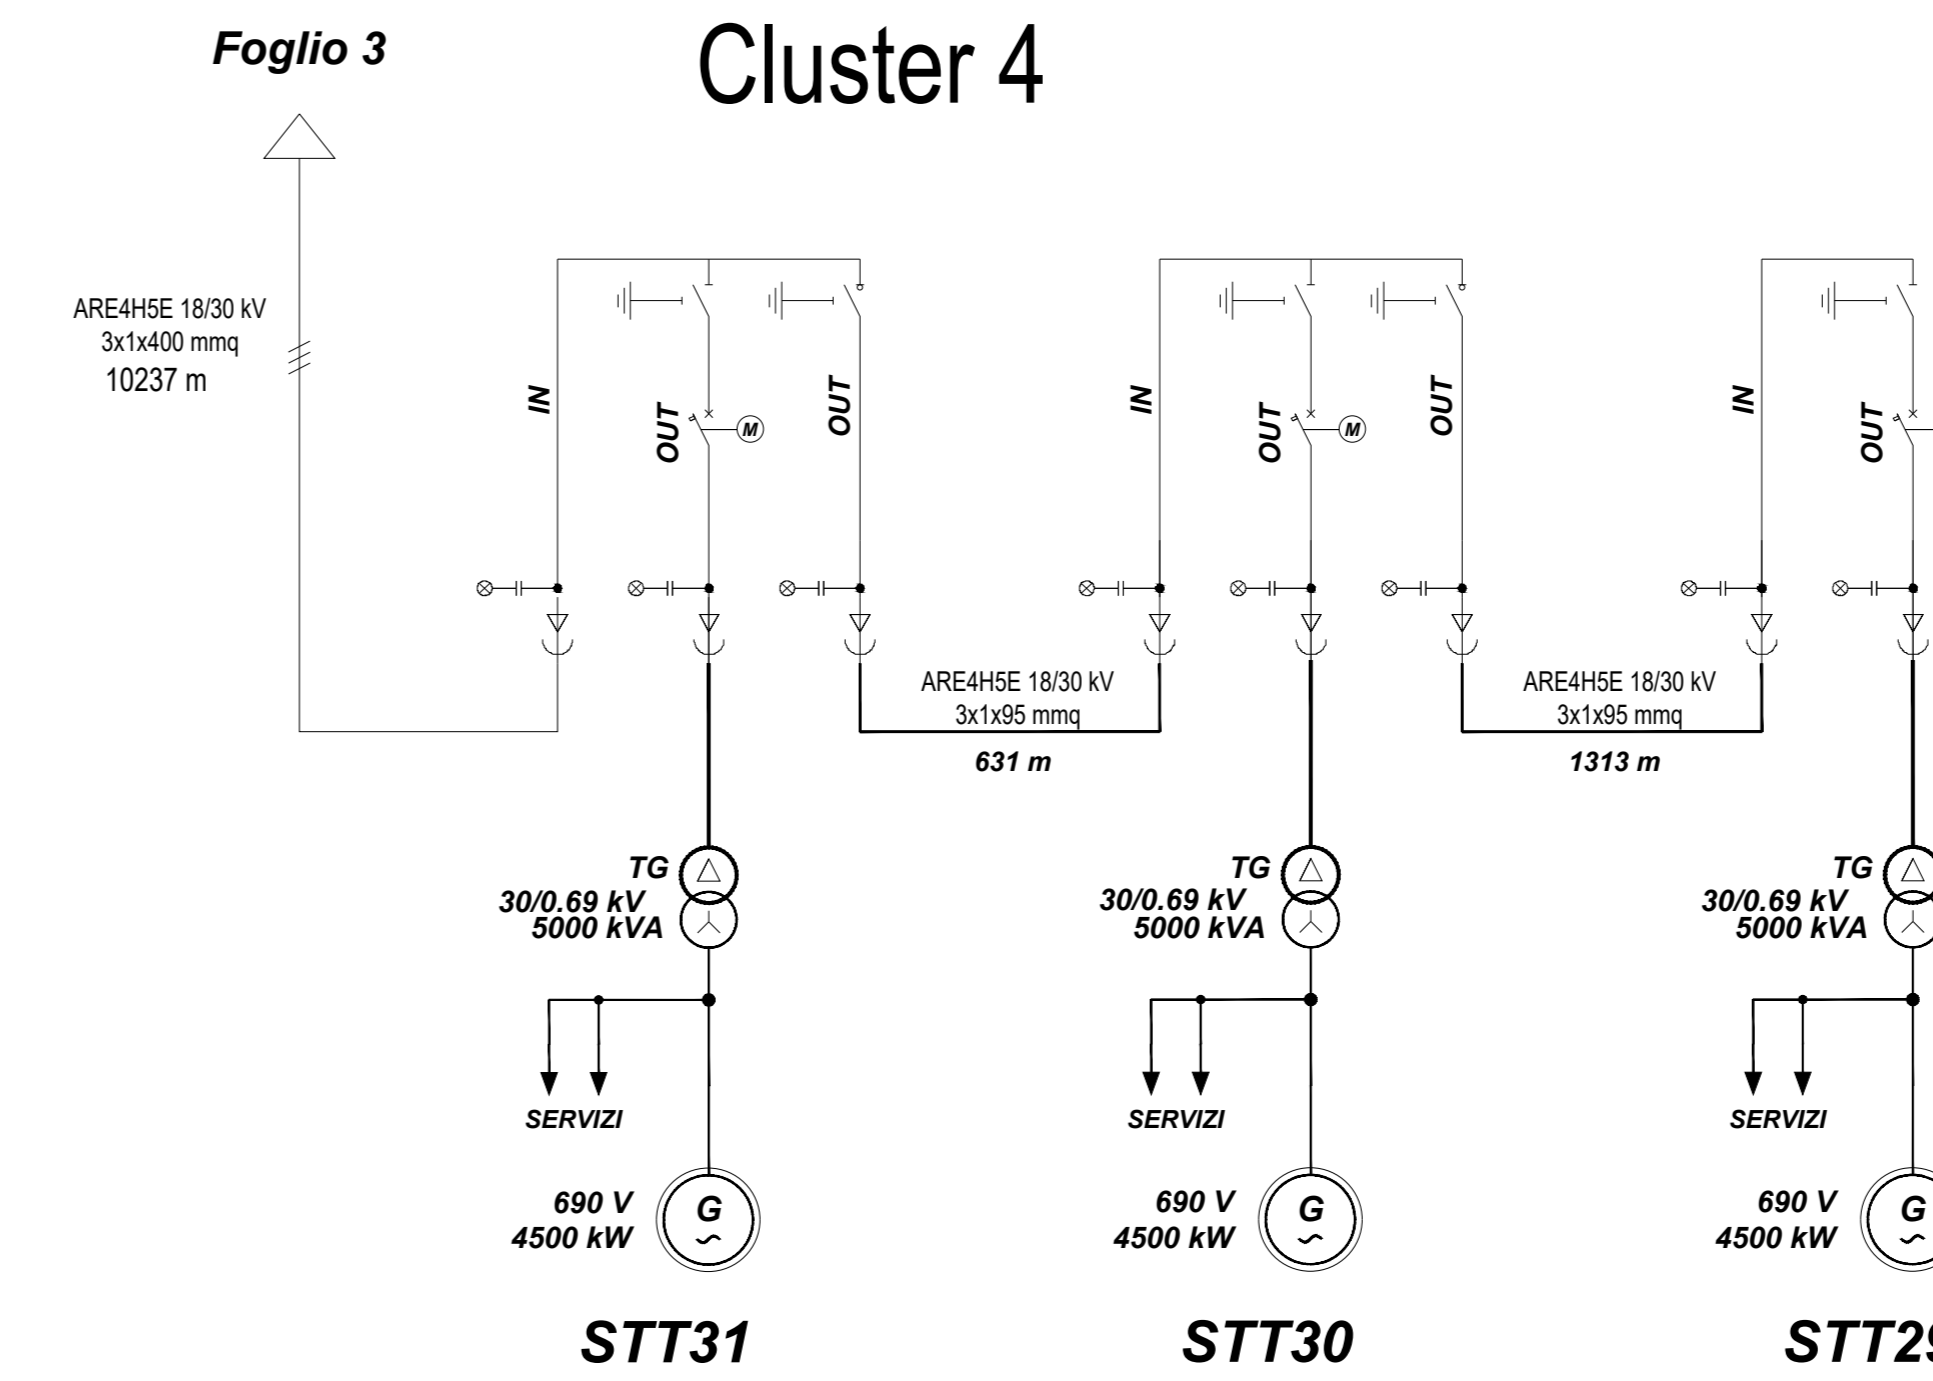 Foglio 3
Cluster 4
ARE4H5E 18/30 kV
3x1x400 mmq
10237 m
IN
OUT
M
OUT
IN
OUT
M
OUT
IN
OUT
ARE4H5E 18/30 kV
3x1x95 mmq
631 m
ARE4H5E 18/30 kV
3x1x95 mmq
1313 m
TG
30/0.69 kV
5000 kVA
TG
30/0.69 kV
5000 kVA
TG
30/0.69 kV
5000 kVA
SERVIZI
SERVIZI
SERVIZI
690 V
4500 kW
G
690 V
4500 kW
G
690 V
4500 kW
G
STT31
STT30
STT29